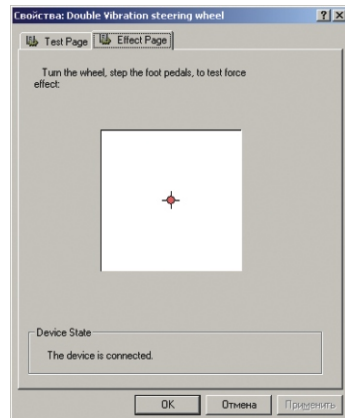 Свойства: Double Vibration steering wheel
Test Page Effect Page
Turn the wheel, step the foot pedals, to test force
effect:
Device State
The device is connected.
OK Отмена Применить